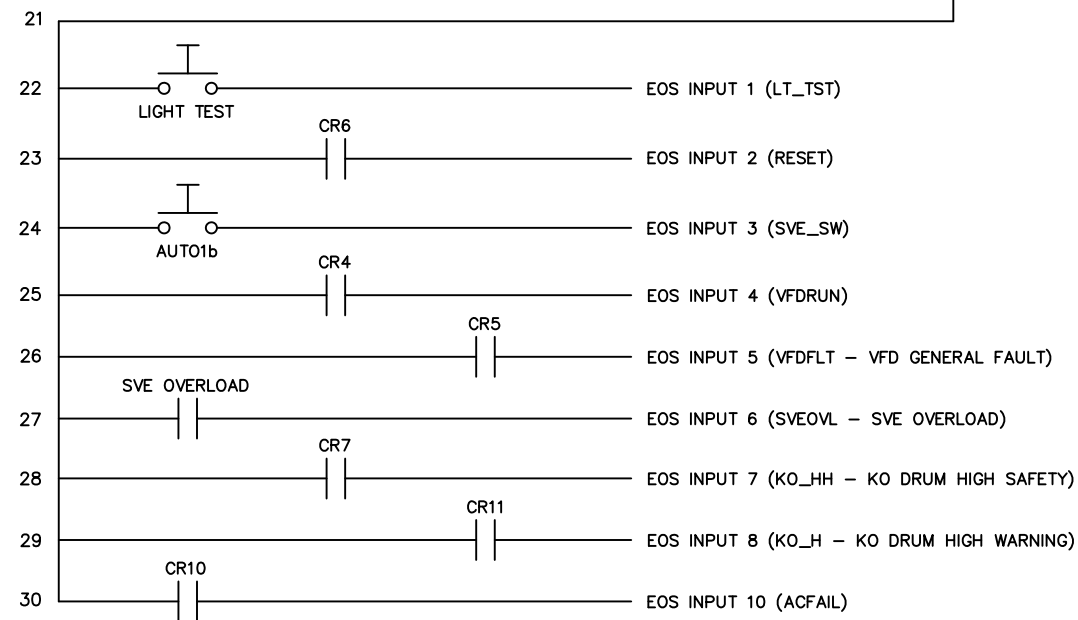 21
22 EOS INPUT 1 (LT_TST)
LIGHT TEST
CR6
23 EOS INPUT 2 (RESET)
24 EOS INPUT 3 (SVE_SW)
AUTO1b
CR4
25 EOS INPUT 4 (VFDRUN)
CR5
26 EOS INPUT 5 (VFDFLT – VFD GENERAL FAULT)
SVE OVERLOAD
27 EOS INPUT 6 (SVEOVL – SVE OVERLOAD)
CR7
28 EOS INPUT 7 (KO_HH – KO DRUM HIGH SAFETY)
CR11
29 EOS INPUT 8 (KO_H – KO DRUM HIGH WARNING)
CR10
30 EOS INPUT 10 (ACFAIL)